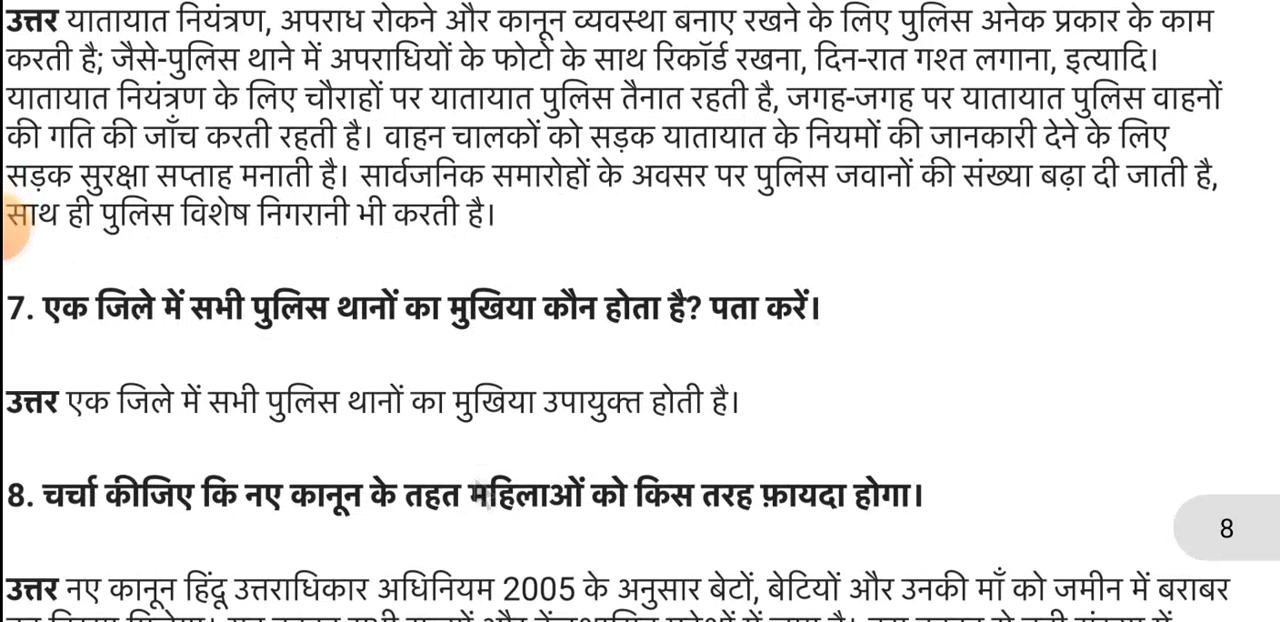 उत्तर यातायात नियंत्रण, अपराध रोकने और कानून व्यवस्था बनाए रखने के लिए पुलिस अनेक प्रकार के काम
करती है; जैसे-पुलिस थाने में अपराधियों के फोटो के साथ रिकॉर्ड रखना, दिन-रात गश्त लगाना, इत्यादि।
यातायात नियंत्रण के लिए चौराहों पर यातायात पुलिस तैनात रहती है, जगह-जगह पर यातायात पुलिस वाहनों
की गति की जाँच करती रहती है। वाहन चालकों को सड़क यातायात के नियमों की जानकारी देने के लिए
सड़क सुरक्षा सप्ताह मनाती है। सार्वजनिक समारोहों के अवसर पर पुलिस जवानों की संख्या बढ़ा दी जाती है,
साथ ही पुलिस विशेष निगरानी भी करती है।
7. एक जिले में सभी पुलिस थानों का मुखिया कौन होता है? पता करें।
उत्तर एक जिले में सभी पुलिस थानों का मुखिया उपायुक्त होती है।
8. चर्चा कीजिए कि नए कानून के तहत महिलाओं को किस तरह फ़ायदा होगा।
8
उत्तर नए कानून हिंदू उत्तराधिकार अधिनियम 2005 के अनुसार बेटों, बेटियों और उनकी माँ को जमीन में बराबर